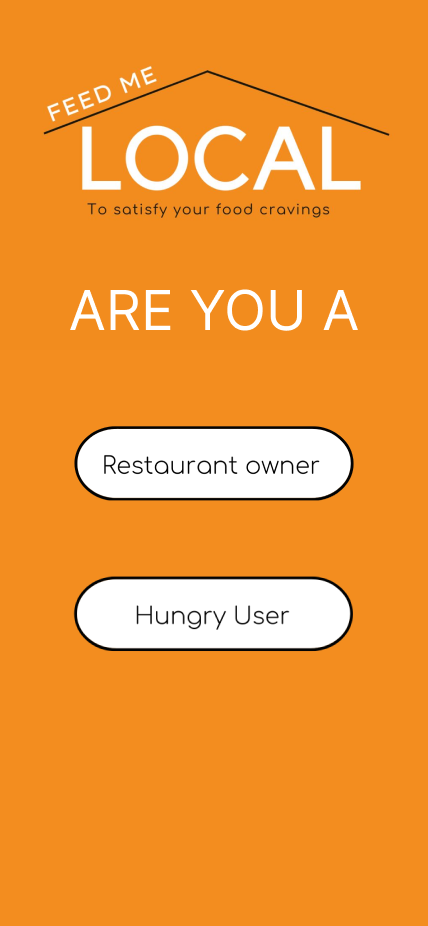 FEED ME
LOCAL
To satisfy your food cravings
ARE YOU A
Restaurant owner
Hungry User